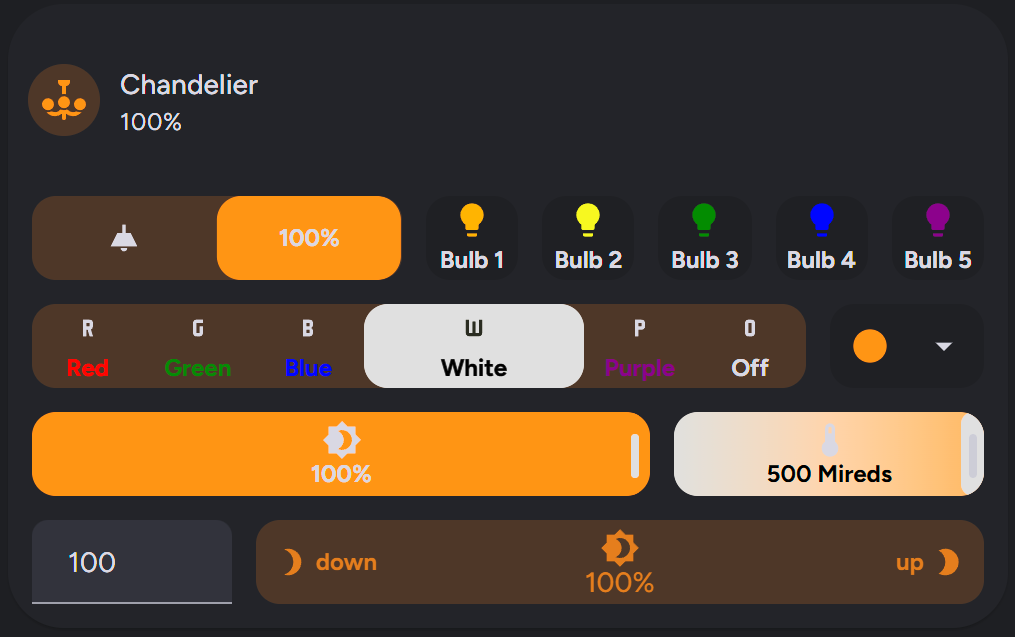 Chandelier
100%
100%
Bulb 1
Bulb 2
Bulb 3
Bulb 4
Bulb 5
R
G
B
W
P
O
Red
Green
Blue
White
Purple
Off
100%
500 Mireds
100
down
100%
up